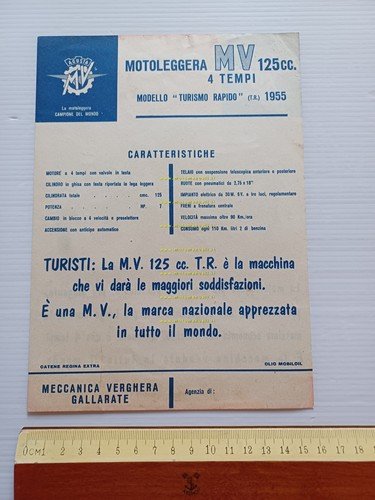 AGUSTA
MV
La motoleggera
CAMPIONE DEL MONDO
MOTOLEGGERA MV 125cc.
4 TEMPI
MODELLO "TURISMO RAPIDO" (T.R.) 1955
CARATTERISTICHE
MOTORE a 4 tempi con valvole in testa
CILINDRO in ghisa con testa riportata in lega leggera
CILINDRATA totale . . . . . cmc. 125
POTENZA . . . . . HP. 7
CAMBIO in blocco a 4 velocità e preselettore
ACCENSIONE con anticipo automatico
TELAIO con sospensione telescopica anteriore e posteriore
RUOTE con pneumatici da 2,75 x 18"
IMPIANTO elettrico da 30/W. 6V. a tre luci, regolamentare
FRENI a frenatura centrale
VELOCITÀ massima oltre 90 Km./ora
CONSUMO ogni 110 Km. litri 2 di benzina
TURISTI: La M.V. 125 cc. T.R. è la macchina
che vi darà le maggiori soddisfazioni.
È una M.V., la marca nazionale apprezzata
in tutto il mondo.
CATENE REGINA EXTRA
OLIO MOBILOIL
MECCANICA VERGHERA
GALLARATE
Agenzia di:
0CM1 2 3 4 5 6 7 8 9 10 11 12 13 14 15 16 17 18